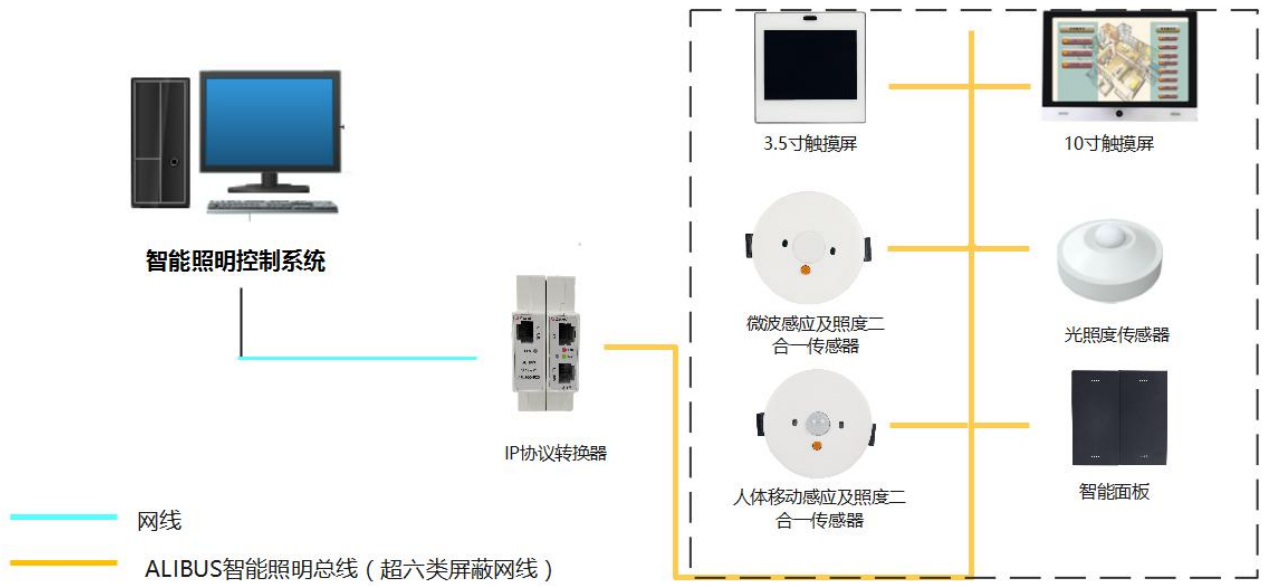 3.5寸触摸屏
10寸触摸屏
智能照明控制系统
微波感应及照度二
合一传感器
光照度传感器
IP协议转换器
人体移动感应及照度二
合一传感器
智能面板
网线
ALIBUS智能照明总线（超六类屏蔽网线）